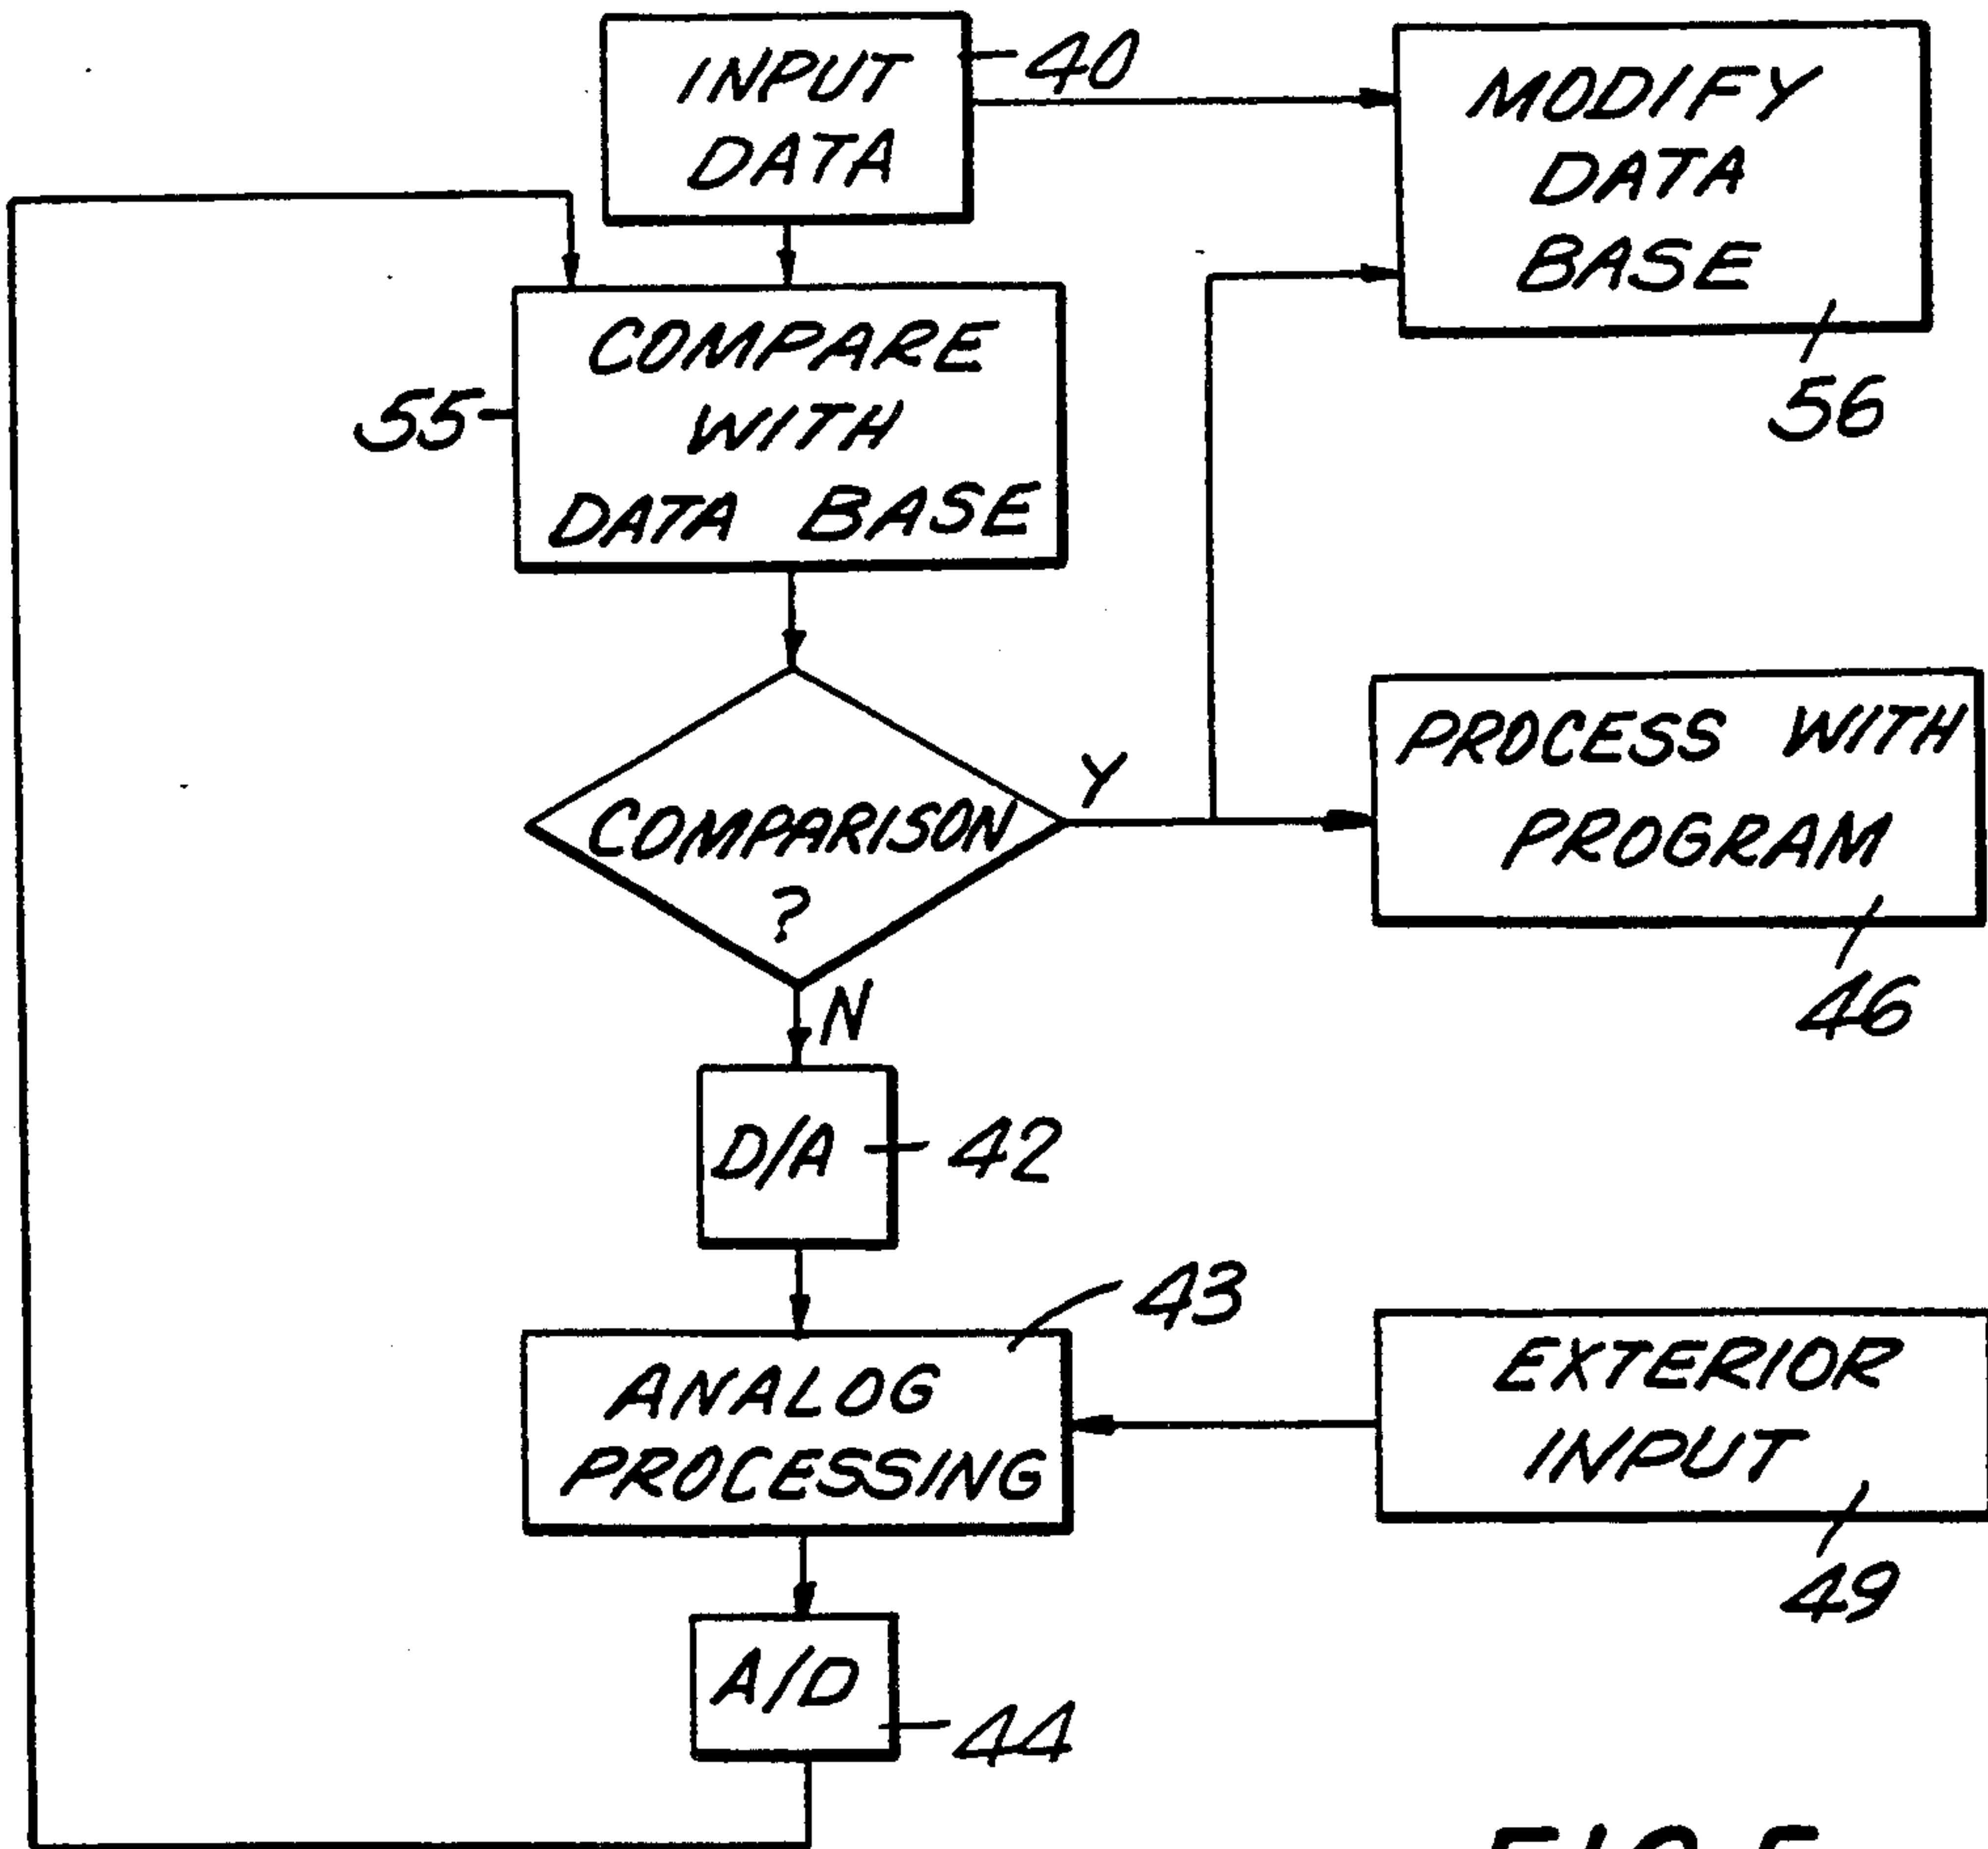 INPUT
DATA
40
MODIFY
DATA
BASE
56
COMPARE
WITH
DATA BASE
55
COMPARISON
?
Y
N
PROCESS WITH
PROGRAM
46
D/A
42
ANALOG
PROCESSING
43
EXTERIOR
INPUT
49
A/D
44